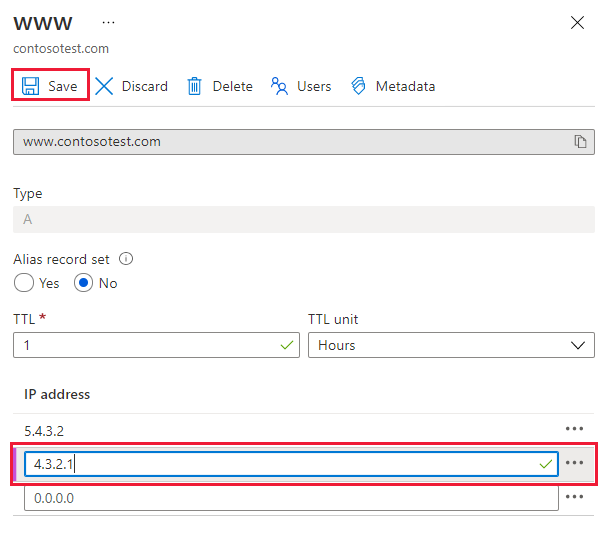 www ...
contosotest.com
Save Discard Delete Users Metadata
www.contosotest.com
Type
A
Alias record set
Yes No
TTL * TTL unit
1 Hours
IP address
5.4.3.2
4.3.2.1
0.0.0.0